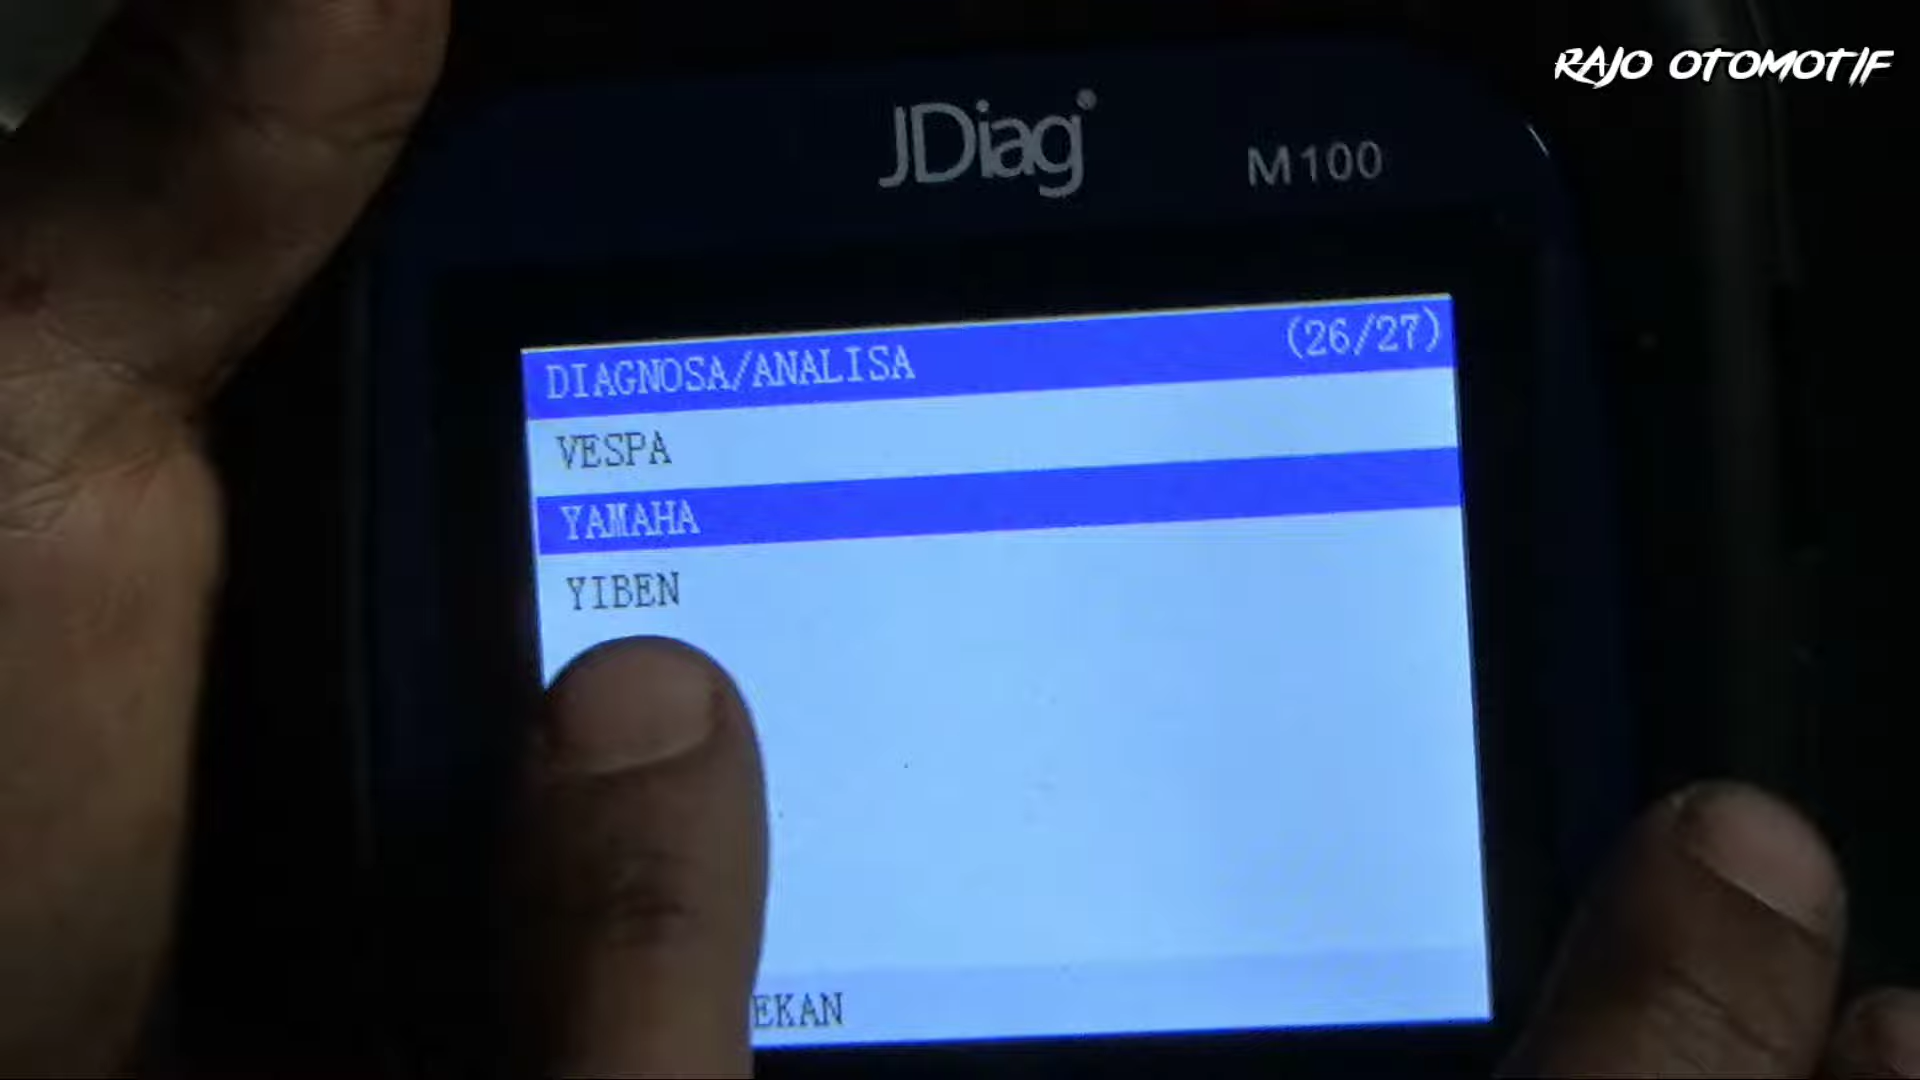 RAJO OTOMOTIF
JDiag
M100
DIAGNOSA/ANALISA (26/27)
VESPA
YAMAHA
YIBEN
EKAN